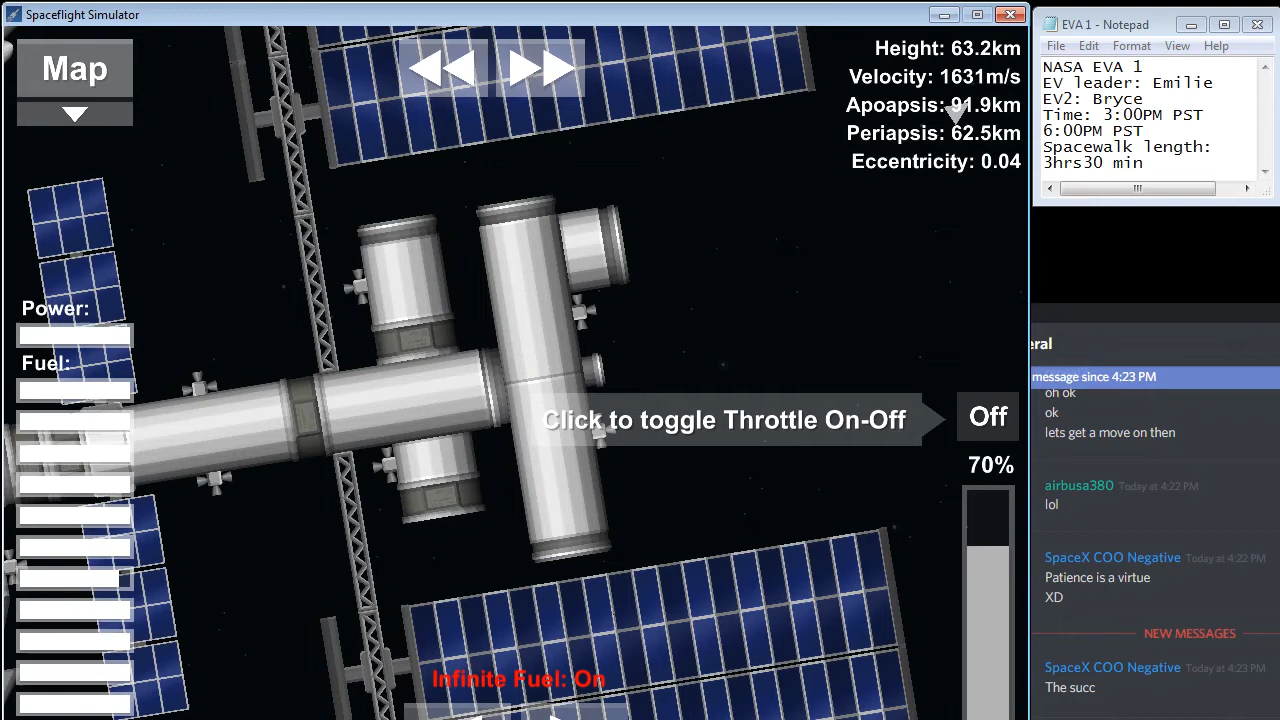 Spaceflight Simulator
Map
Height: 63.2km
Velocity: 1631m/s
Apoapsis: 91.9km
Periapsis: 62.5km
Eccentricity: 0.04
Power:
Fuel:
Click to toggle Throttle On-Off
Off
70%
Infinite Fuel: On
EVA 1 - Notepad
File Edit Format View Help
NASA EVA 1
EV leader: Emilie
EV2: Bryce
Time: 3:00PM PST
6:00PM PST
Spacewalk length:
3hrs30 min
eral
message since 4:23 PM
oh ok
ok
lets get a move on then
airbusa380 Today at 4:22 PM
lol
SpaceX COO Negative Today at 4:22 PM
Patience is a virtue
XD
NEW MESSAGES
SpaceX COO Negative Today at 4:23 PM
The succ